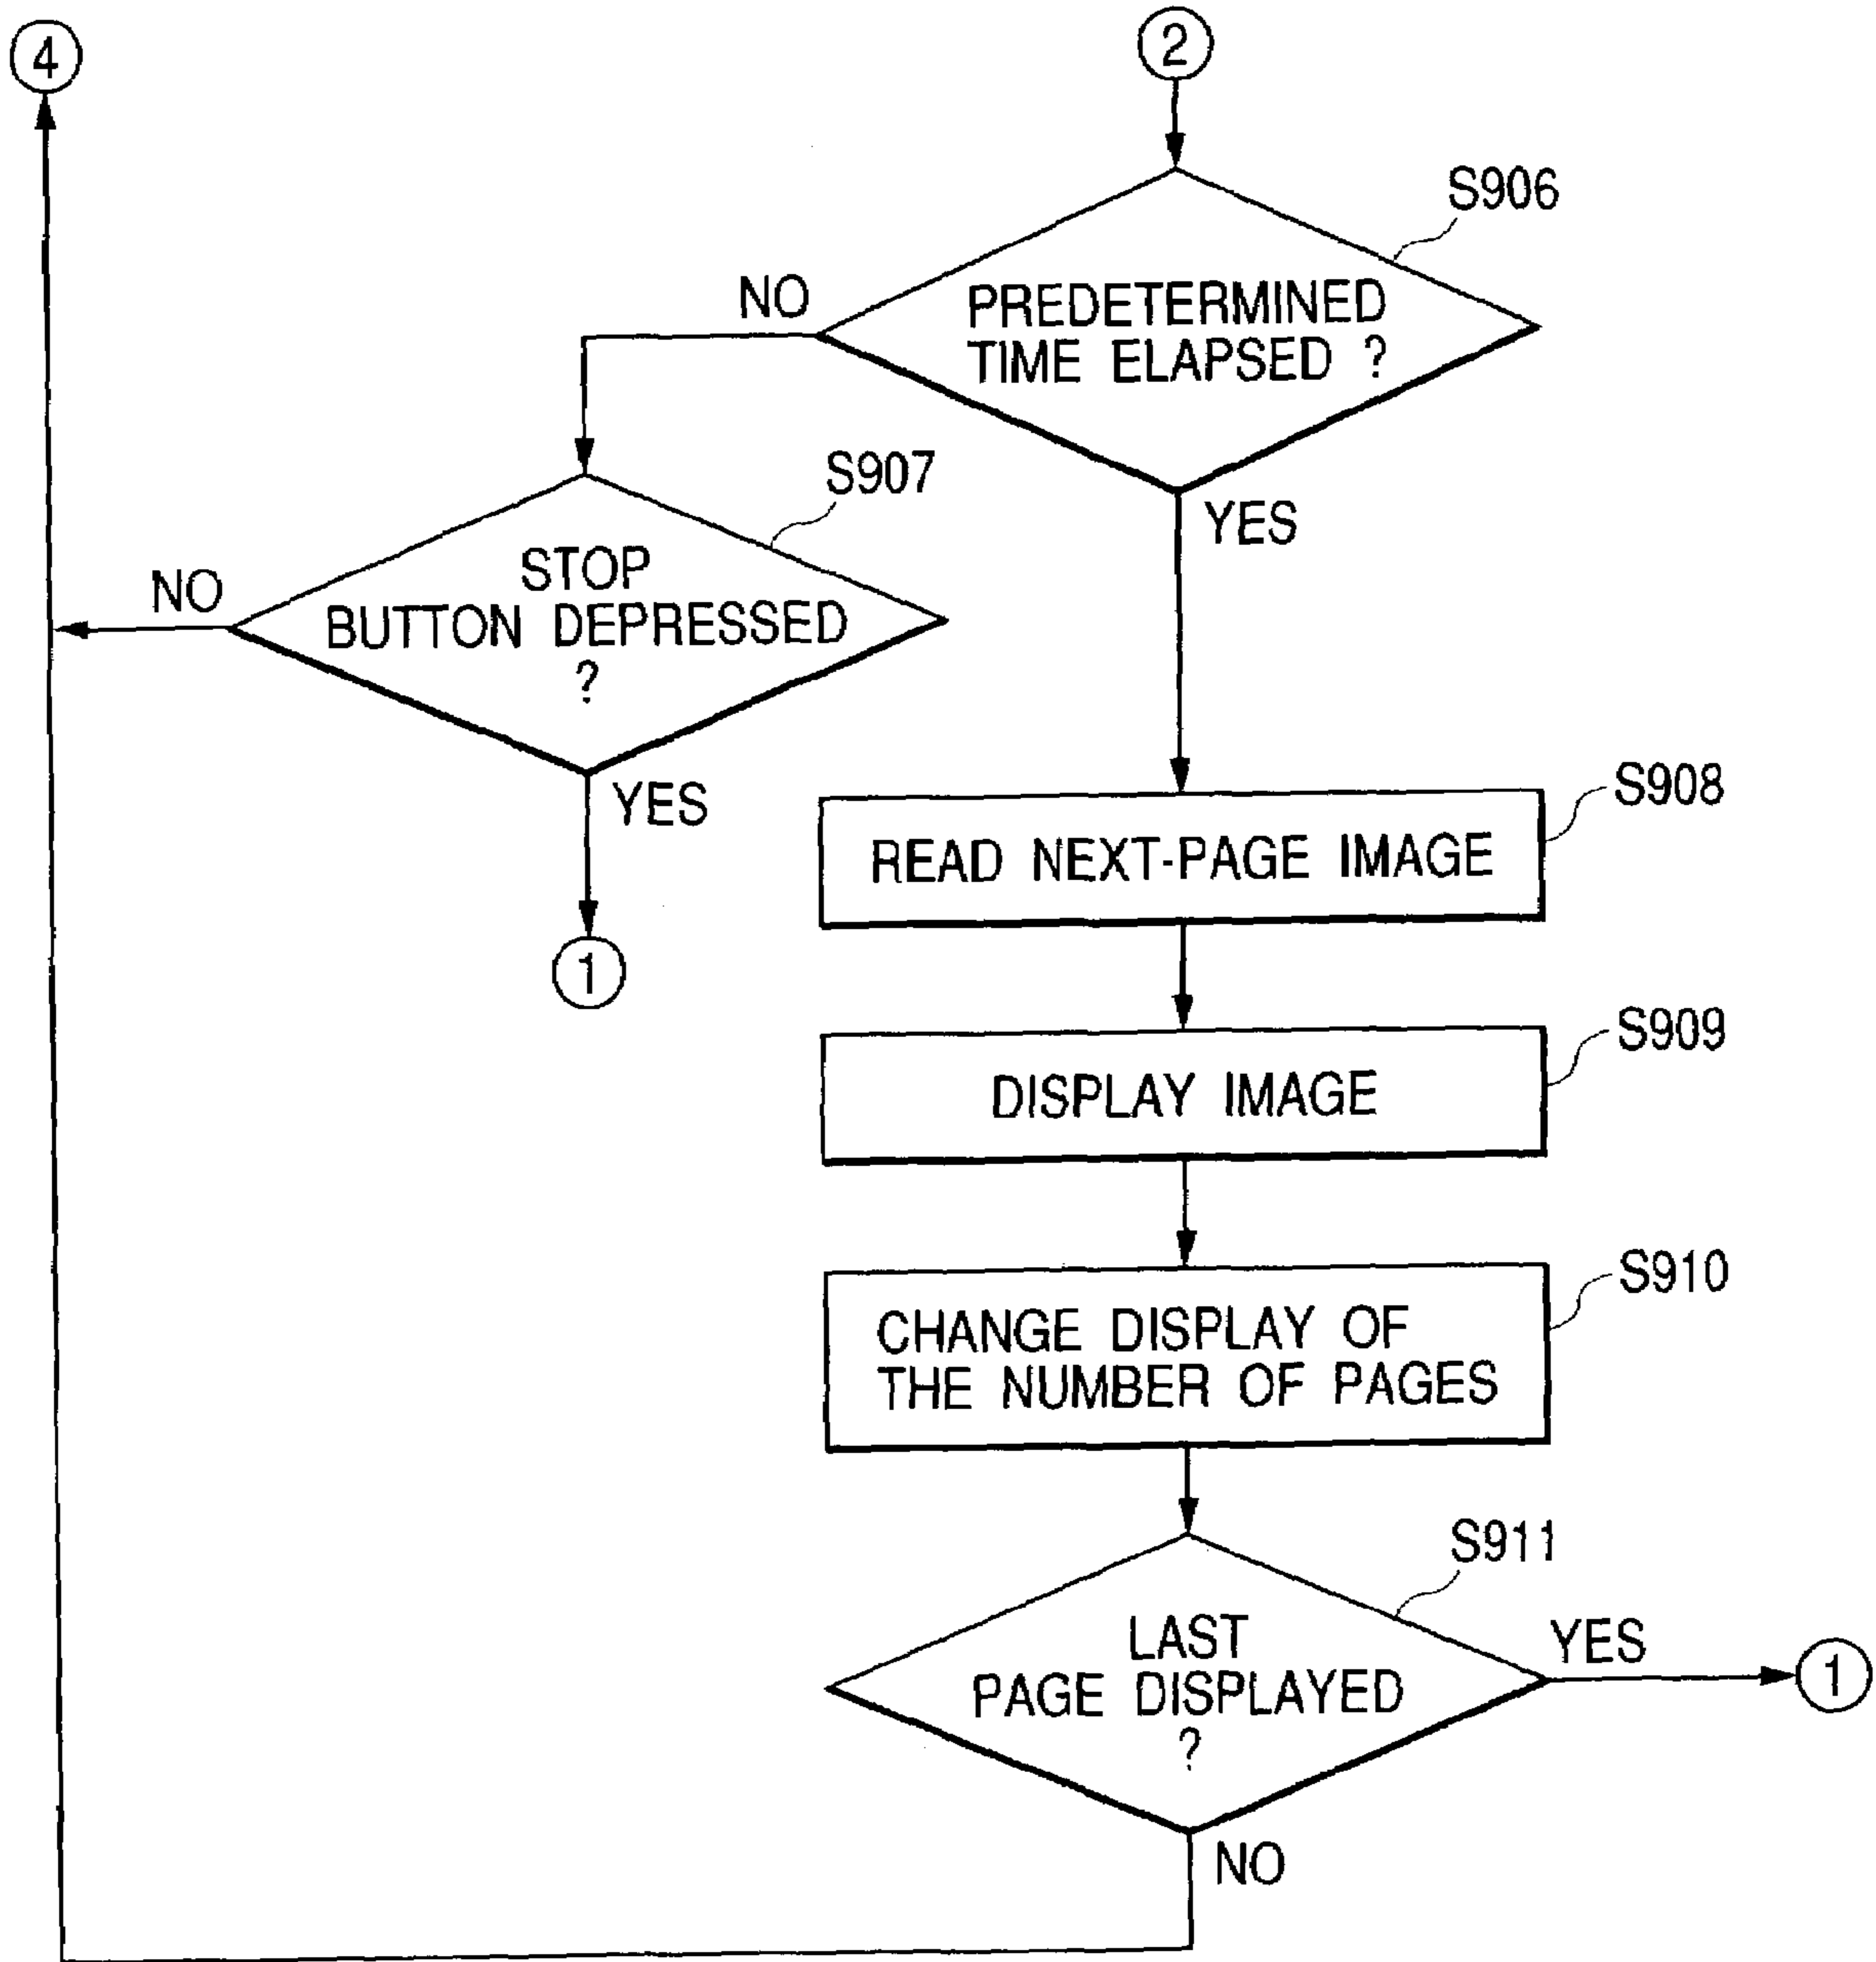 4
2
S906
NO
PREDETERMINED
TIME ELAPSED ?
YES
S907
NO
STOP
BUTTON DEPRESSED
?
YES
1
S908
READ NEXT-PAGE IMAGE
S909
DISPLAY IMAGE
S910
CHANGE DISPLAY OF
THE NUMBER OF PAGES
S911
LAST
PAGE DISPLAYED
?
YES
1
NO